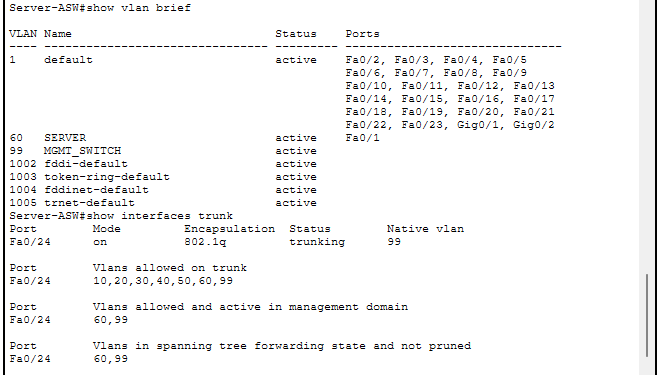 Server-ASW#show vlan brief
VLAN Name Status Ports
---- -------------------------------- --------- -------------------------------
1 default active Fa0/2, Fa0/3, Fa0/4, Fa0/5
Fa0/6, Fa0/7, Fa0/8, Fa0/9
Fa0/10, Fa0/11, Fa0/12, Fa0/13
Fa0/14, Fa0/15, Fa0/16, Fa0/17
Fa0/18, Fa0/19, Fa0/20, Fa0/21
Fa0/22, Fa0/23, Gig0/1, Gig0/2
60 SERVER active Fa0/1
99 MGMT_SWITCH active
1002 fddi-default active
1003 token-ring-default active
1004 fddinet-default active
1005 trnet-default active
Server-ASW#show interfaces trunk
Port Mode Encapsulation Status Native vlan
Fa0/24 on 802.1q trunking 99
Port Vlans allowed on trunk
Fa0/24 10,20,30,40,50,60,99
Port Vlans allowed and active in management domain
Fa0/24 60,99
Port Vlans in spanning tree forwarding state and not pruned
Fa0/24 60,99